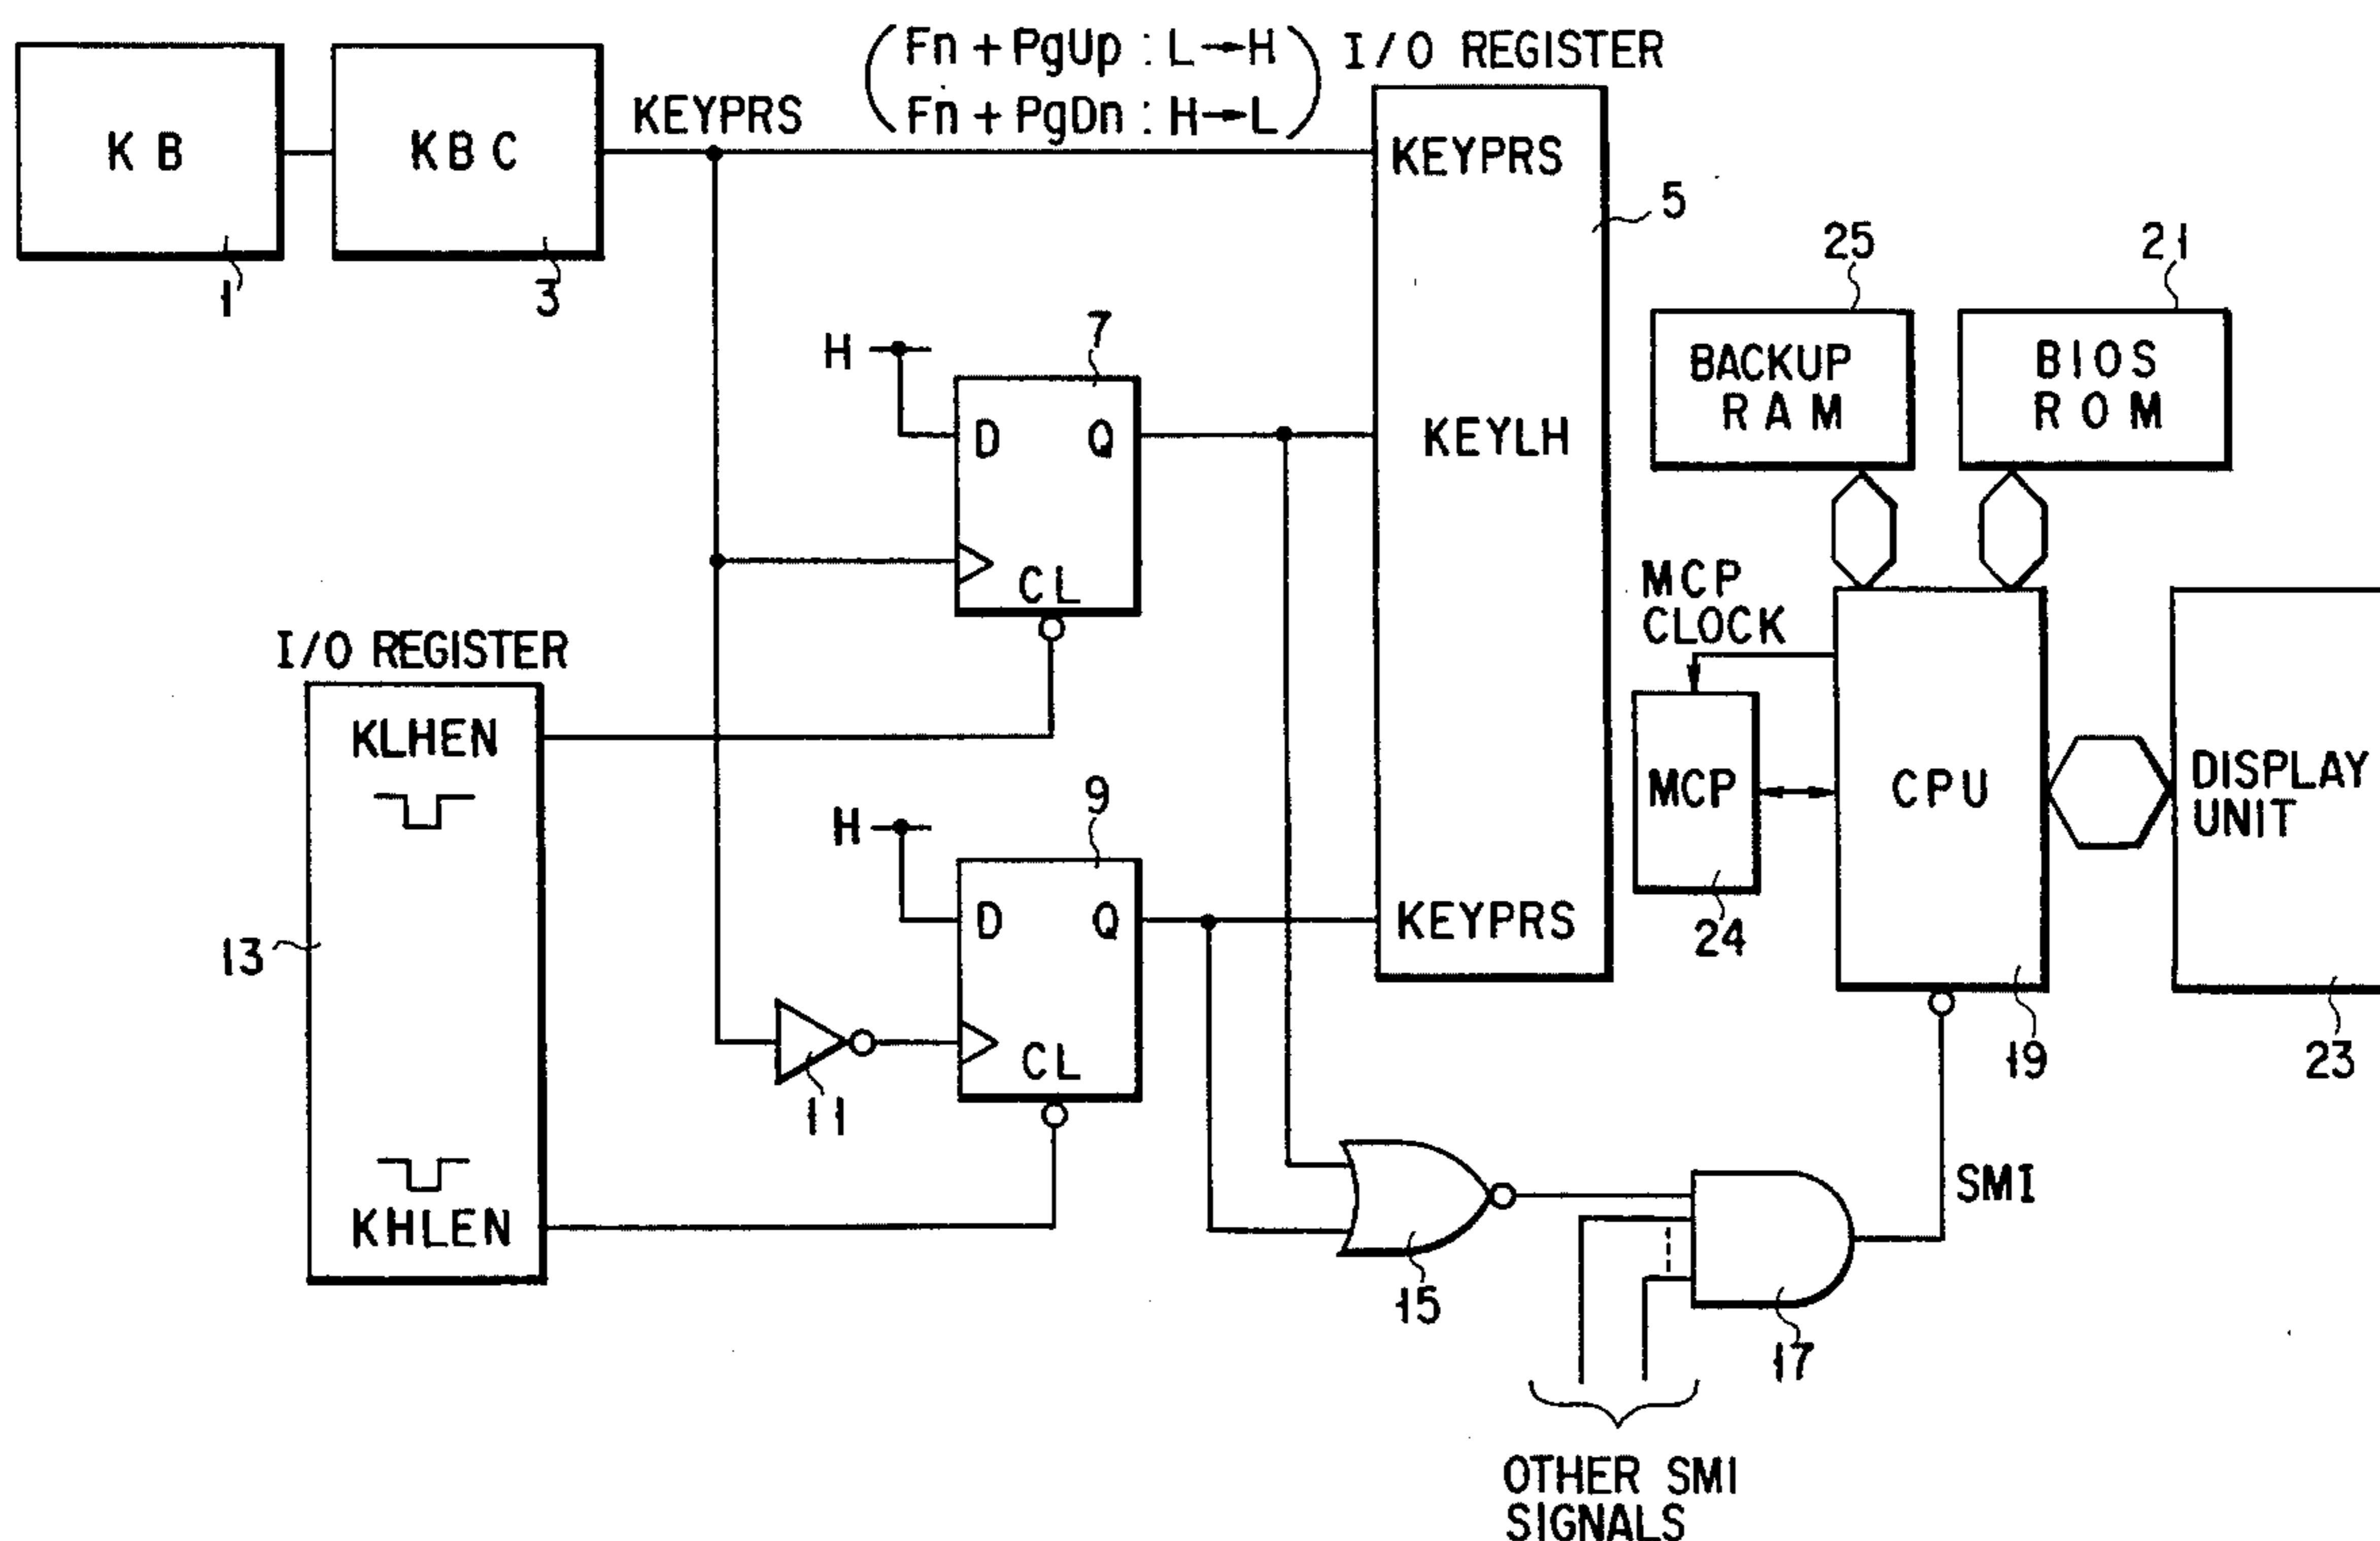 Fn + PgUp : L→H
Fn + PgDn : H→L
I/O REGISTER
KB
KBC
KEYPRS
KEYPRS
5
1
3
25
21
BACKUP
RAM
BIOS
ROM
H
7
D
Q
KEYLH
CL
MCP
CLOCK
I/O REGISTER
KLHEN
H
9
MCP
CPU
DISPLAY
UNIT
13
D
Q
KEYPRS
24
CL
11
19
23
KHLEN
15
SMI
17
OTHER SMI
SIGNALS